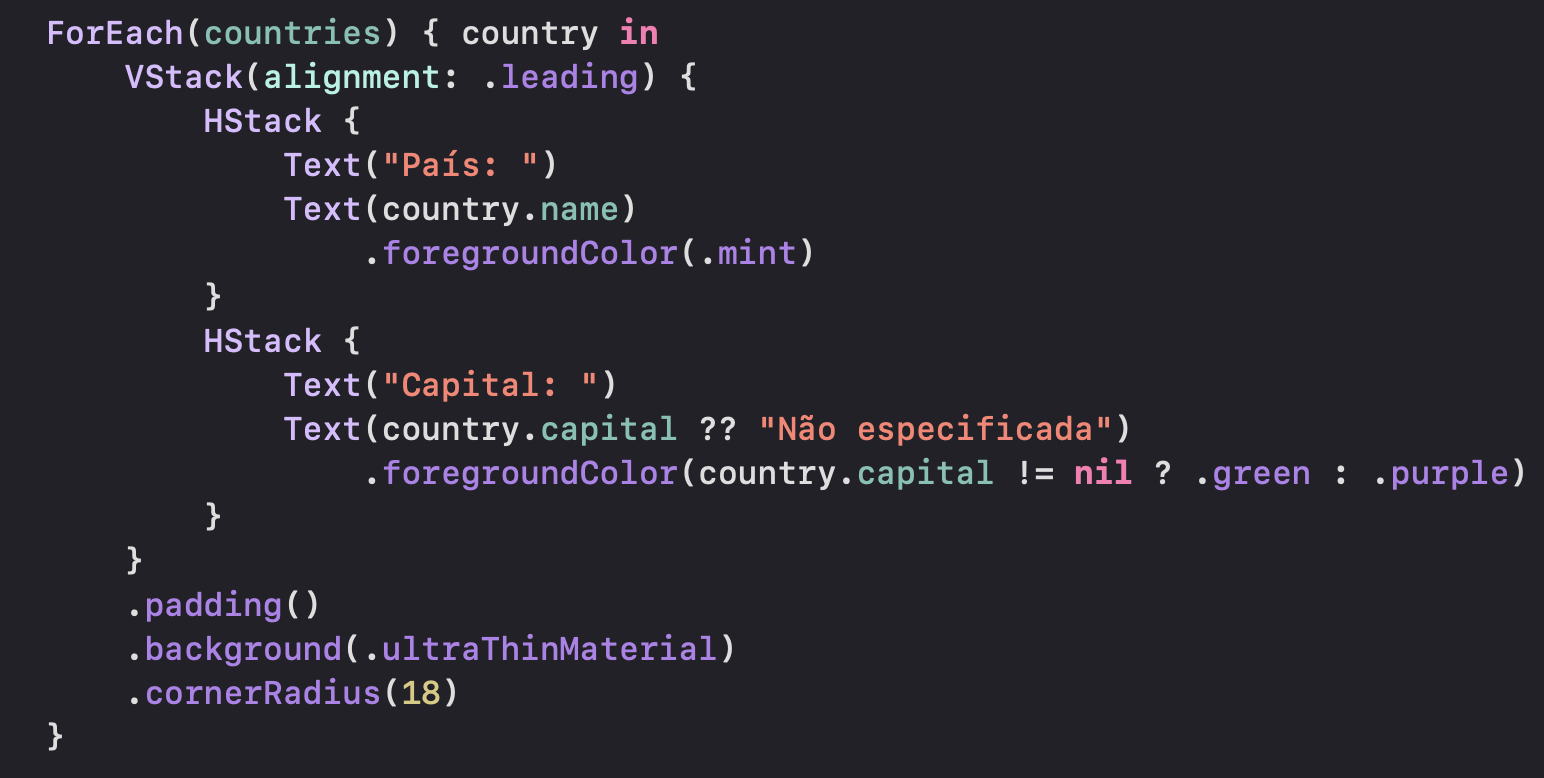 ForEach(countries) { country in
    VStack(alignment: .leading) {
        HStack {
            Text("País: ")
            Text(country.name)
                .foregroundColor(.mint)
        }
        HStack {
            Text("Capital: ")
            Text(country.capital ?? "Não especificada")
                .foregroundColor(country.capital != nil ? .green : .purple)
        }
    }
    .padding()
    .background(.ultraThinMaterial)
    .cornerRadius(18)
}